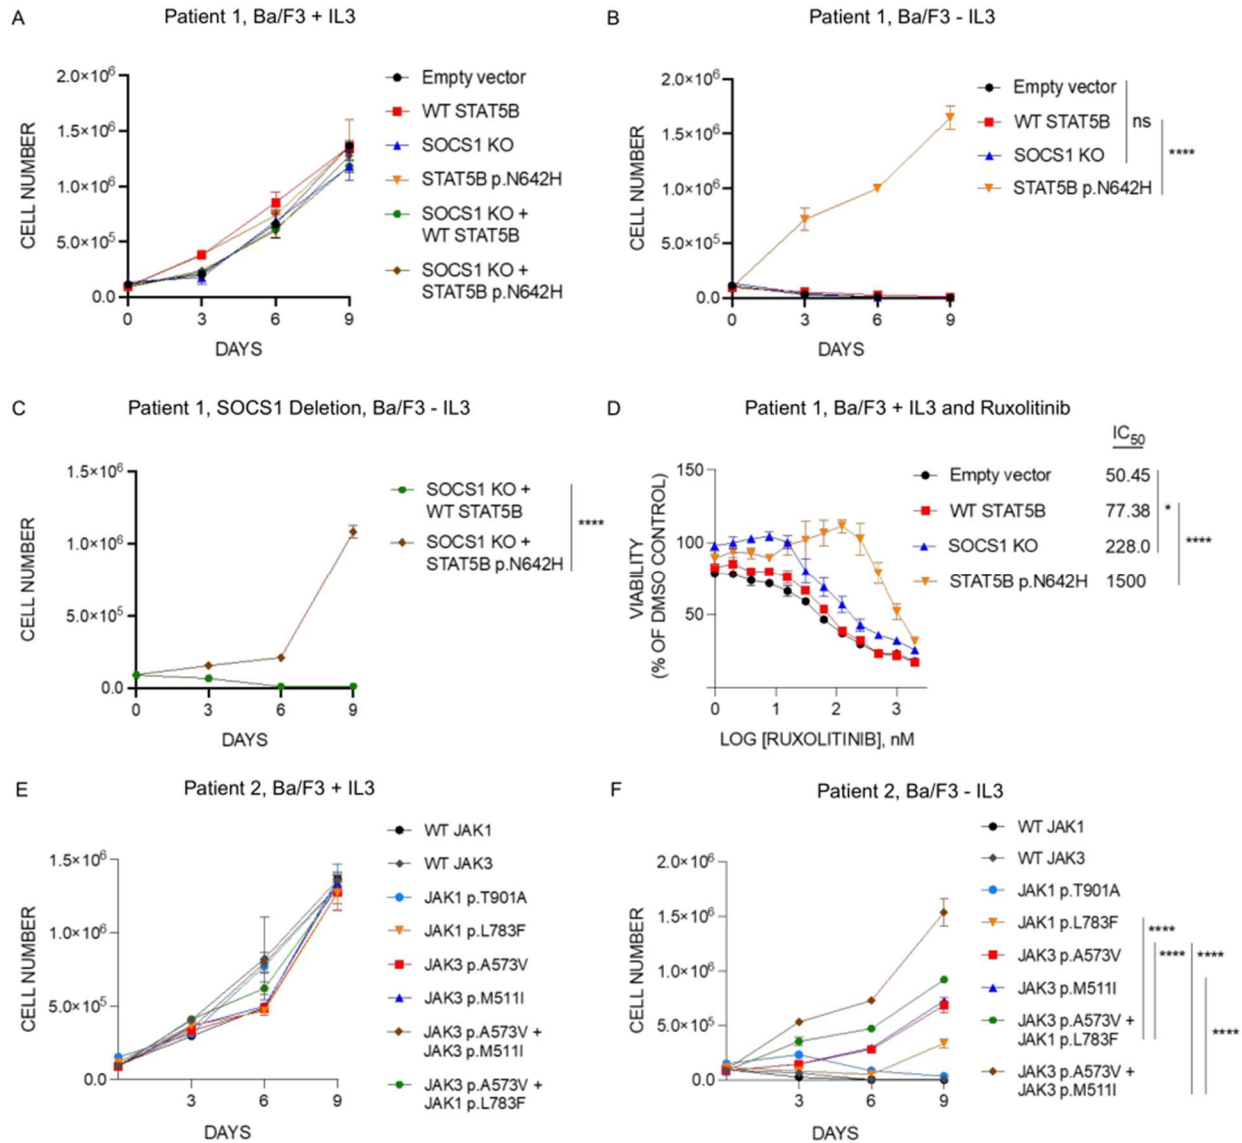 A
Patient 1, Ba/F3 + IL3
2.0×10⁶
1.5×10⁶
1.0×10⁶
5.0×10⁵
0.0
CELL NUMBER
0 3 6 9
DAYS
Empty vector
WT STAT5B
SOCS1 KO
STAT5B p.N642H
SOCS1 KO +
WT STAT5B
SOCS1 KO +
STAT5B p.N642H
B
Patient 1, Ba/F3 - IL3
2.0×10⁶
1.5×10⁶
1.0×10⁶
5.0×10⁵
0.0
CELL NUMBER
0 3 6 9
DAYS
Empty vector
WT STAT5B
SOCS1 KO
STAT5B p.N642H
ns
****
C
Patient 1, SOCS1 Deletion, Ba/F3 - IL3
1.5×10⁶
1.0×10⁶
5.0×10⁵
0.0
CELL NUMBER
0 3 6 9
DAYS
SOCS1 KO +
WT STAT5B
SOCS1 KO +
STAT5B p.N642H
****
D
Patient 1, Ba/F3 + IL3 and Ruxolitinib
150
100
50
VIABILITY
(% OF DMSO CONTROL)
0 1 2 3
LOG [RUXOLITINIB], nM
IC₅₀
Empty vector 50.45
WT STAT5B 77.38
SOCS1 KO 228.0
STAT5B p.N642H 1500
*
****
E
Patient 2, Ba/F3 + IL3
1.5×10⁶
1.0×10⁶
5.0×10⁵
0.0
CELL NUMBER
3 6 9
DAYS
WT JAK1
WT JAK3
JAK1 p.T901A
JAK1 p.L783F
JAK3 p.A573V
JAK3 p.M511I
JAK3 p.A573V +
JAK3 p.M511I
JAK3 p.A573V +
JAK1 p.L783F
F
Patient 2, Ba/F3 - IL3
2.0×10⁶
1.5×10⁶
1.0×10⁶
5.0×10⁵
0.0
CELL NUMBER
3 6 9
DAYS
WT JAK1
WT JAK3
JAK1 p.T901A
JAK1 p.L783F
JAK3 p.A573V
JAK3 p.M511I
JAK3 p.A573V +
JAK1 p.L783F
JAK3 p.A573V +
JAK3 p.M511I
****
****
****
****